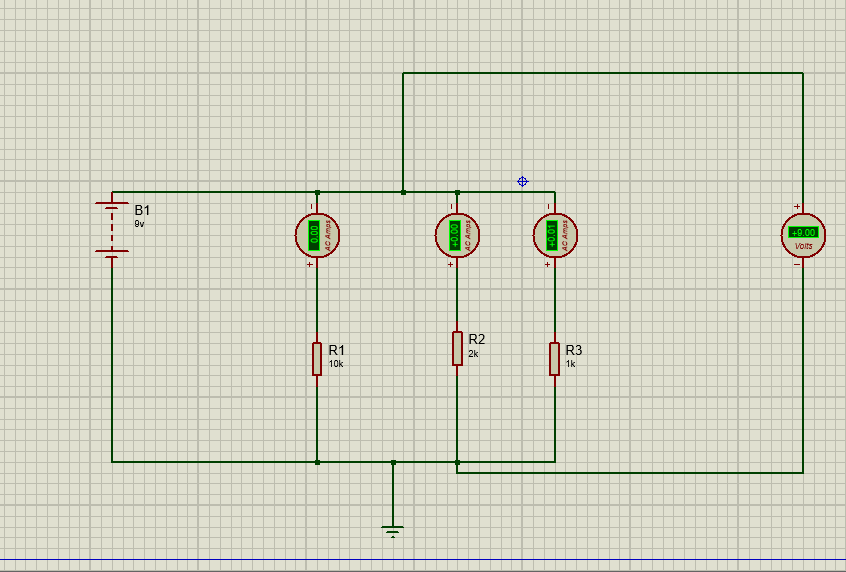 B1
9v
0.00
AC Amps
+0.00
AC Amps
+0.01
AC Amps
+9.00
Volts
R1
10k
R2
2k
R3
1k